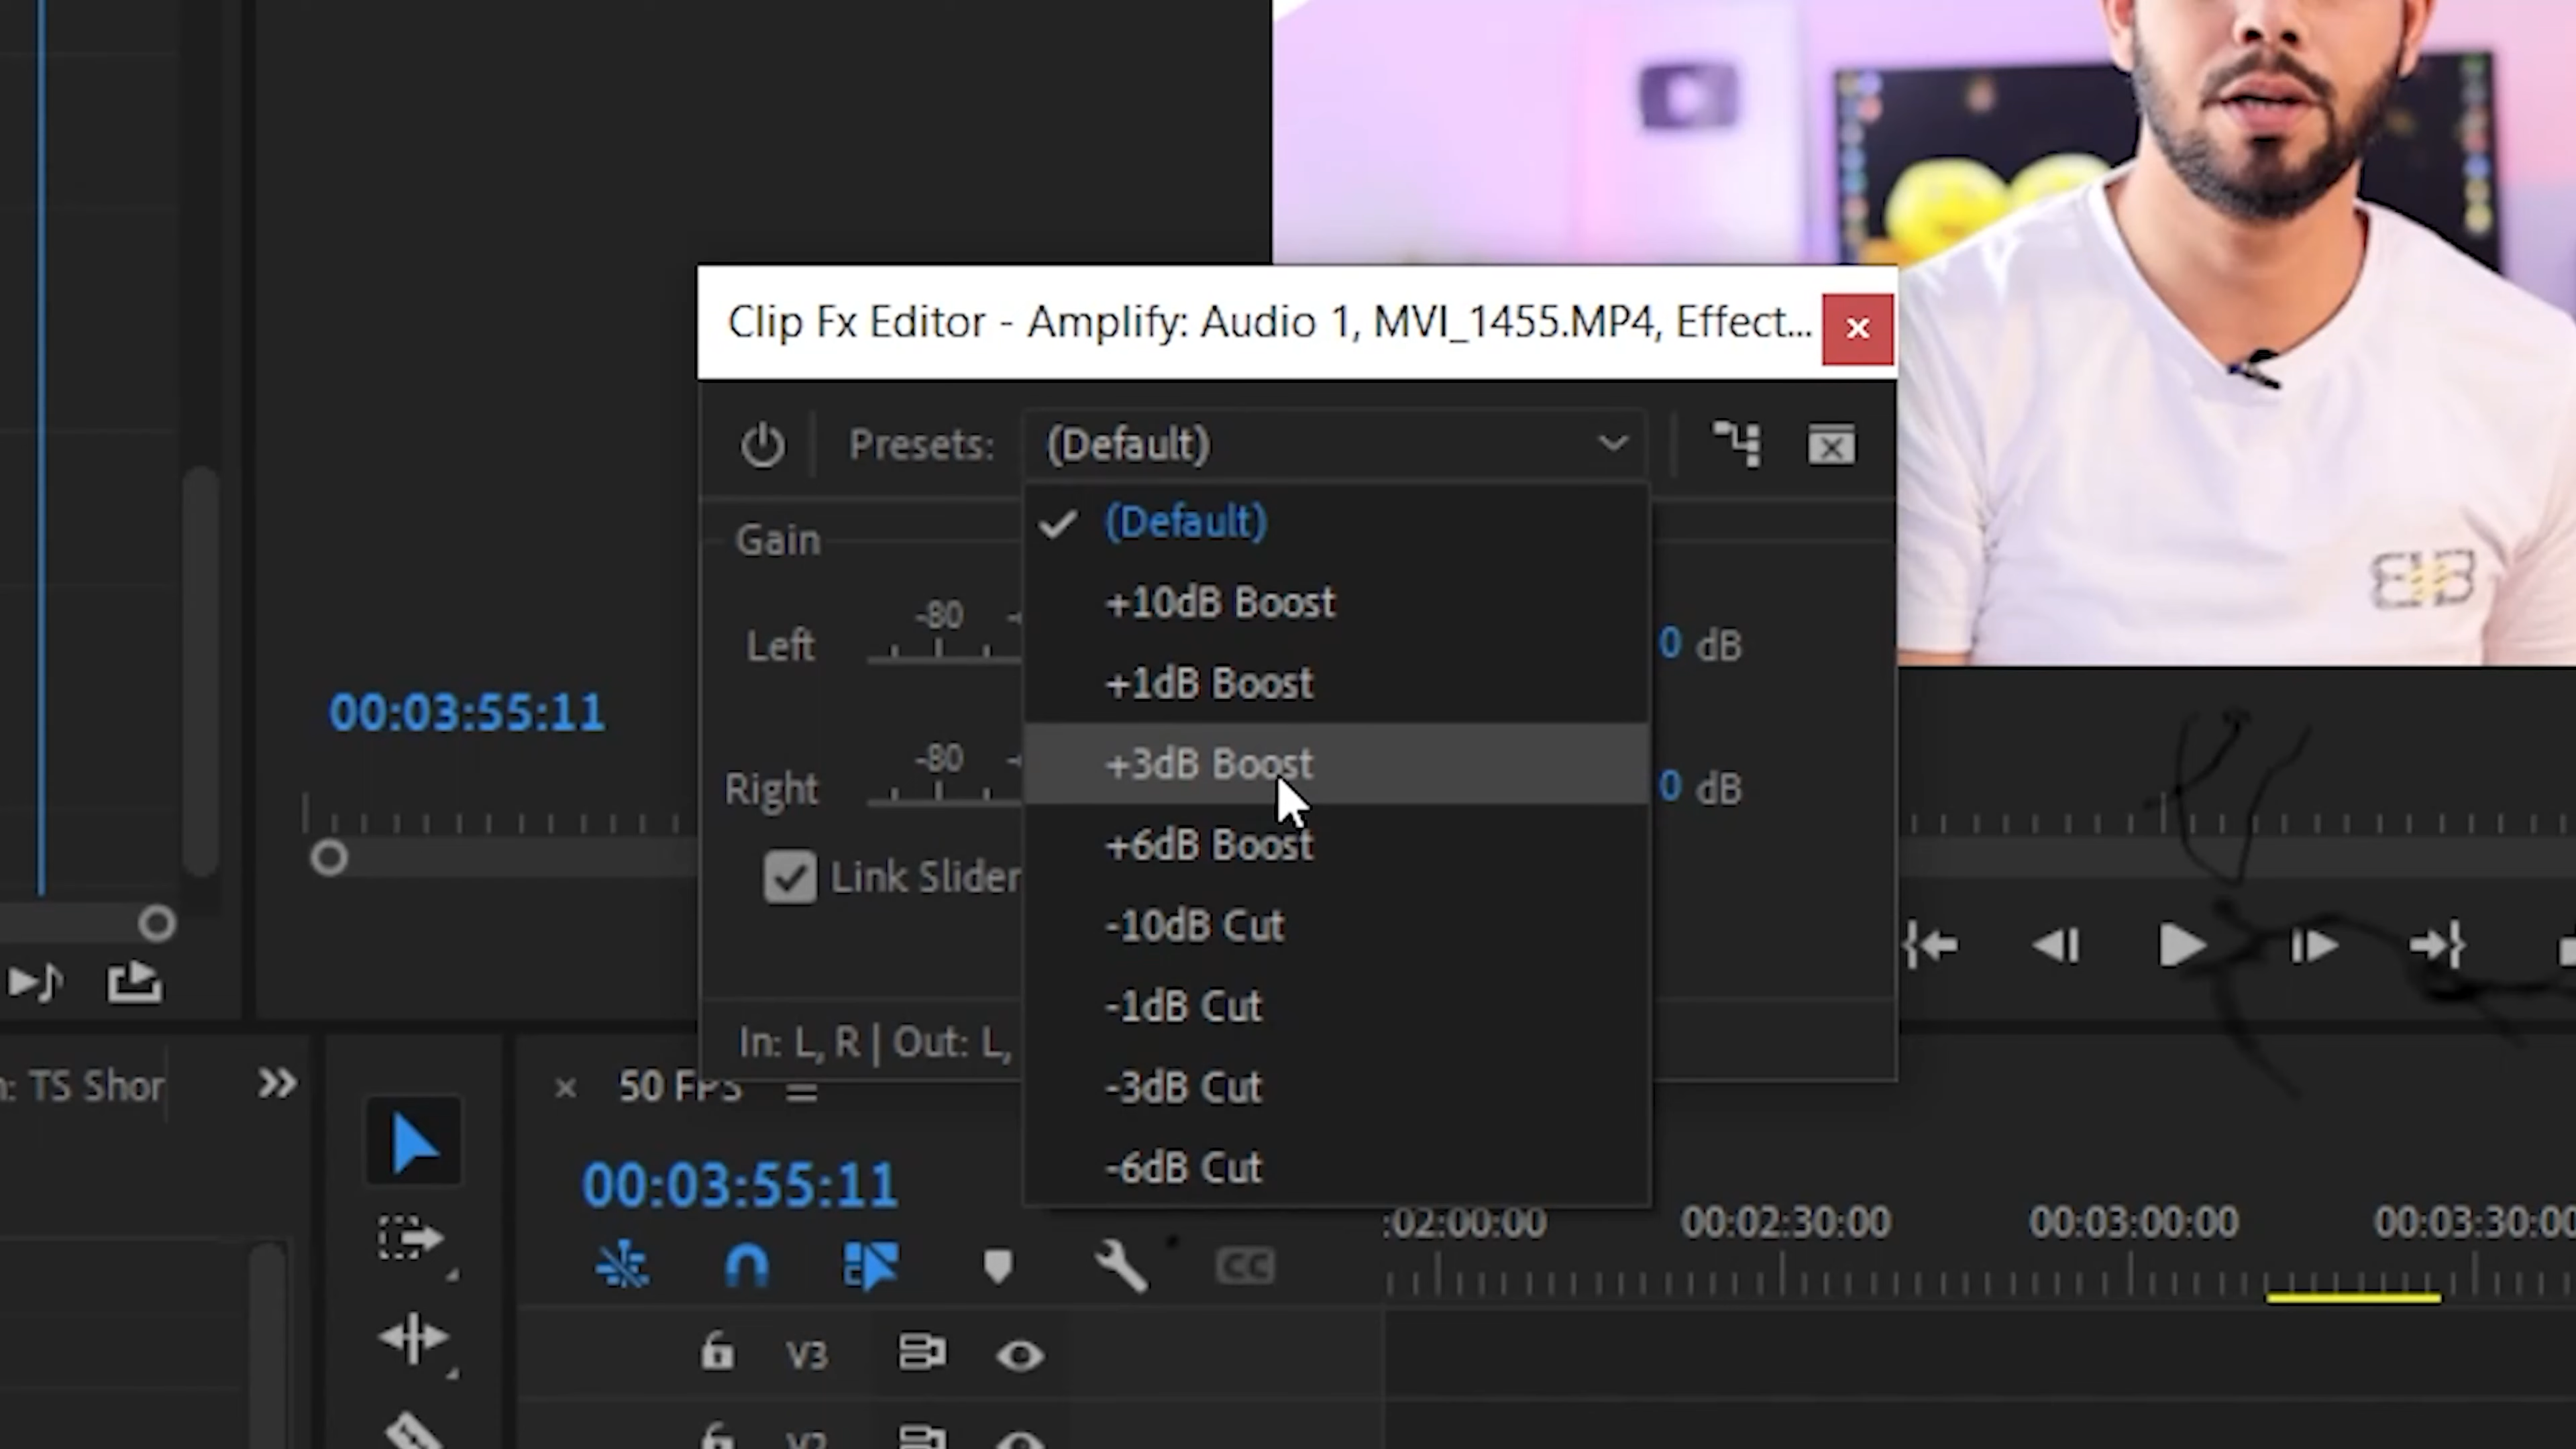 Clip Fx Editor - Amplify: Audio 1, MVI_1455.MP4, Effect...
Presets: (Default)
(Default)
+10dB Boost
+1dB Boost
+3dB Boost
+6dB Boost
-10dB Cut
-1dB Cut
-3dB Cut
-6dB Cut
Gain
Left -80 0 dB
Right -80 0 dB
Link Slider
In: L, R | Out: L,
00:03:55:11
: TS Shor
50 FPS
00:03:55:11
:02:00:00 00:02:30:00 00:03:00:00 00:03:30:00
CC
V3
V2